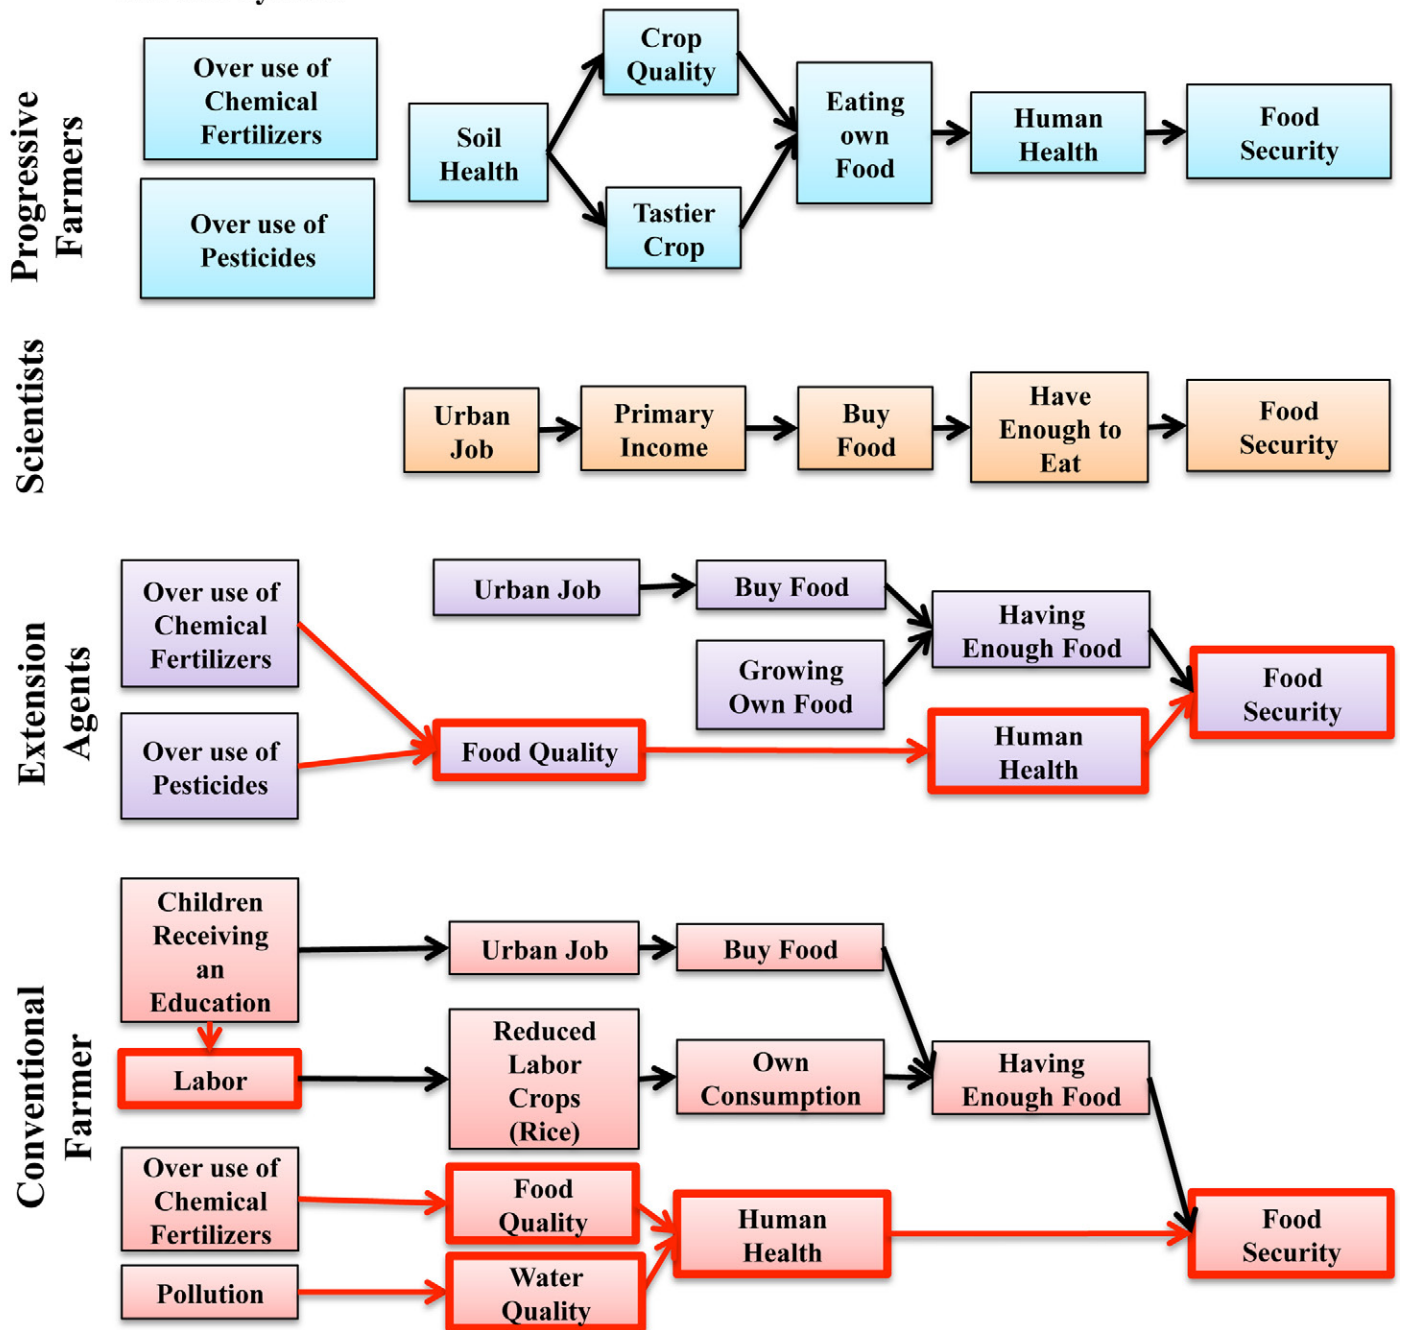 Progressive
Farmers
Over use of
Chemical
Fertilizers
Over use of
Pesticides
Soil
Health
Crop
Quality
Tastier
Crop
Eating
own
Food
Human
Health
Food
Security
Scientists
Urban
Job
Primary
Income
Buy
Food
Have
Enough to
Eat
Food
Security
Extension
Agents
Over use of
Chemical
Fertilizers
Over use of
Pesticides
Urban Job
Buy Food
Growing
Own Food
Food Quality
Having
Enough Food
Human
Health
Food
Security
Conventional
Farmer
Children
Receiving
an
Education
Labor
Over use of
Chemical
Fertilizers
Pollution
Urban Job
Reduced
Labor
Crops
(Rice)
Food
Quality
Water
Quality
Buy Food
Own
Consumption
Human
Health
Having
Enough Food
Food
Security